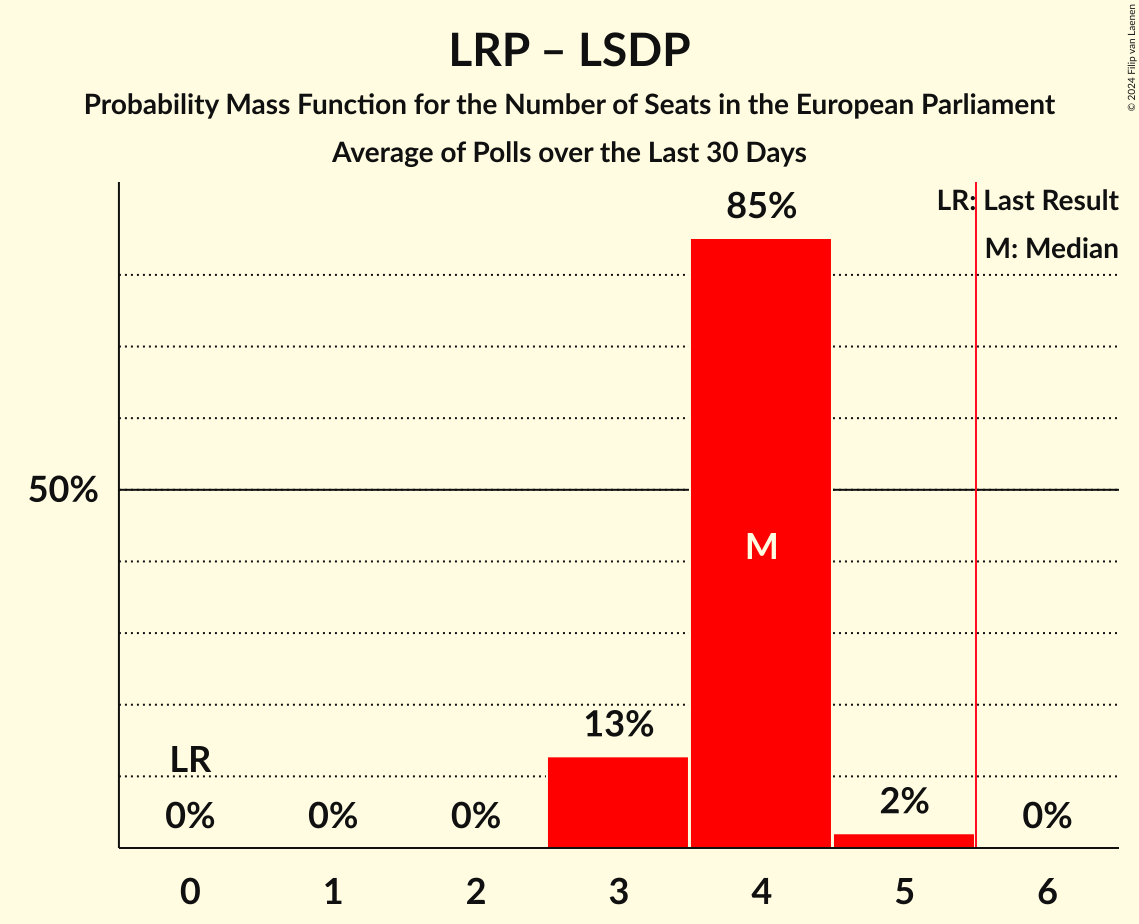 LRP – LSDP
Probability Mass Function for the Number of Seats in the European Parliament
Average of Polls over the Last 30 Days
© 2024 Filip van Laenen
LR: Last Result
M: Median
85%
50%
M
13%
LR
2%
0% 0% 0% 0%
0 1 2 3 4 5 6